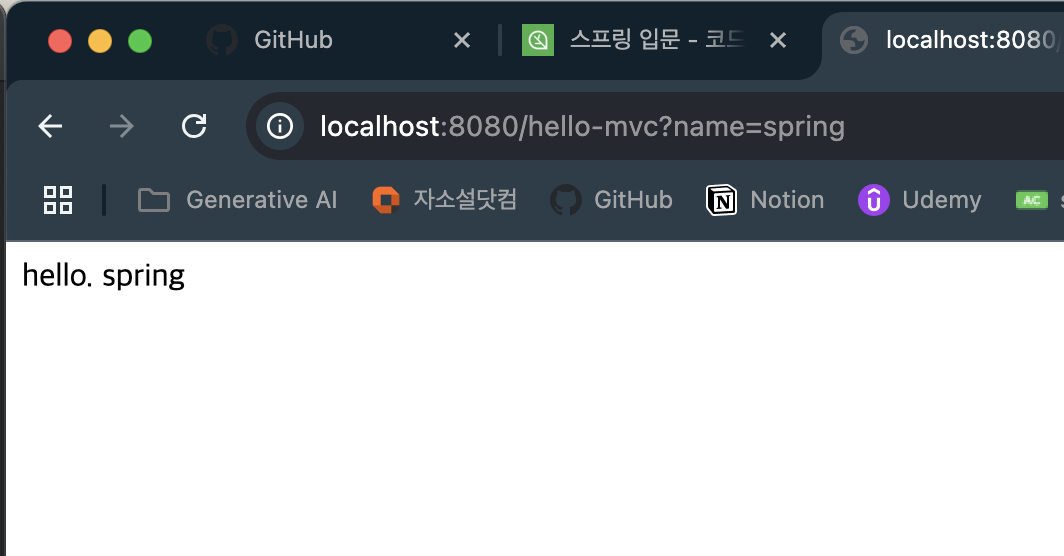 GitHub 스프링 입문 - 코드 localhost:8080/
localhost:8080/hello-mvc?name=spring
Generative AI 자소설닷컴 GitHub Notion Udemy AC
hello. spring